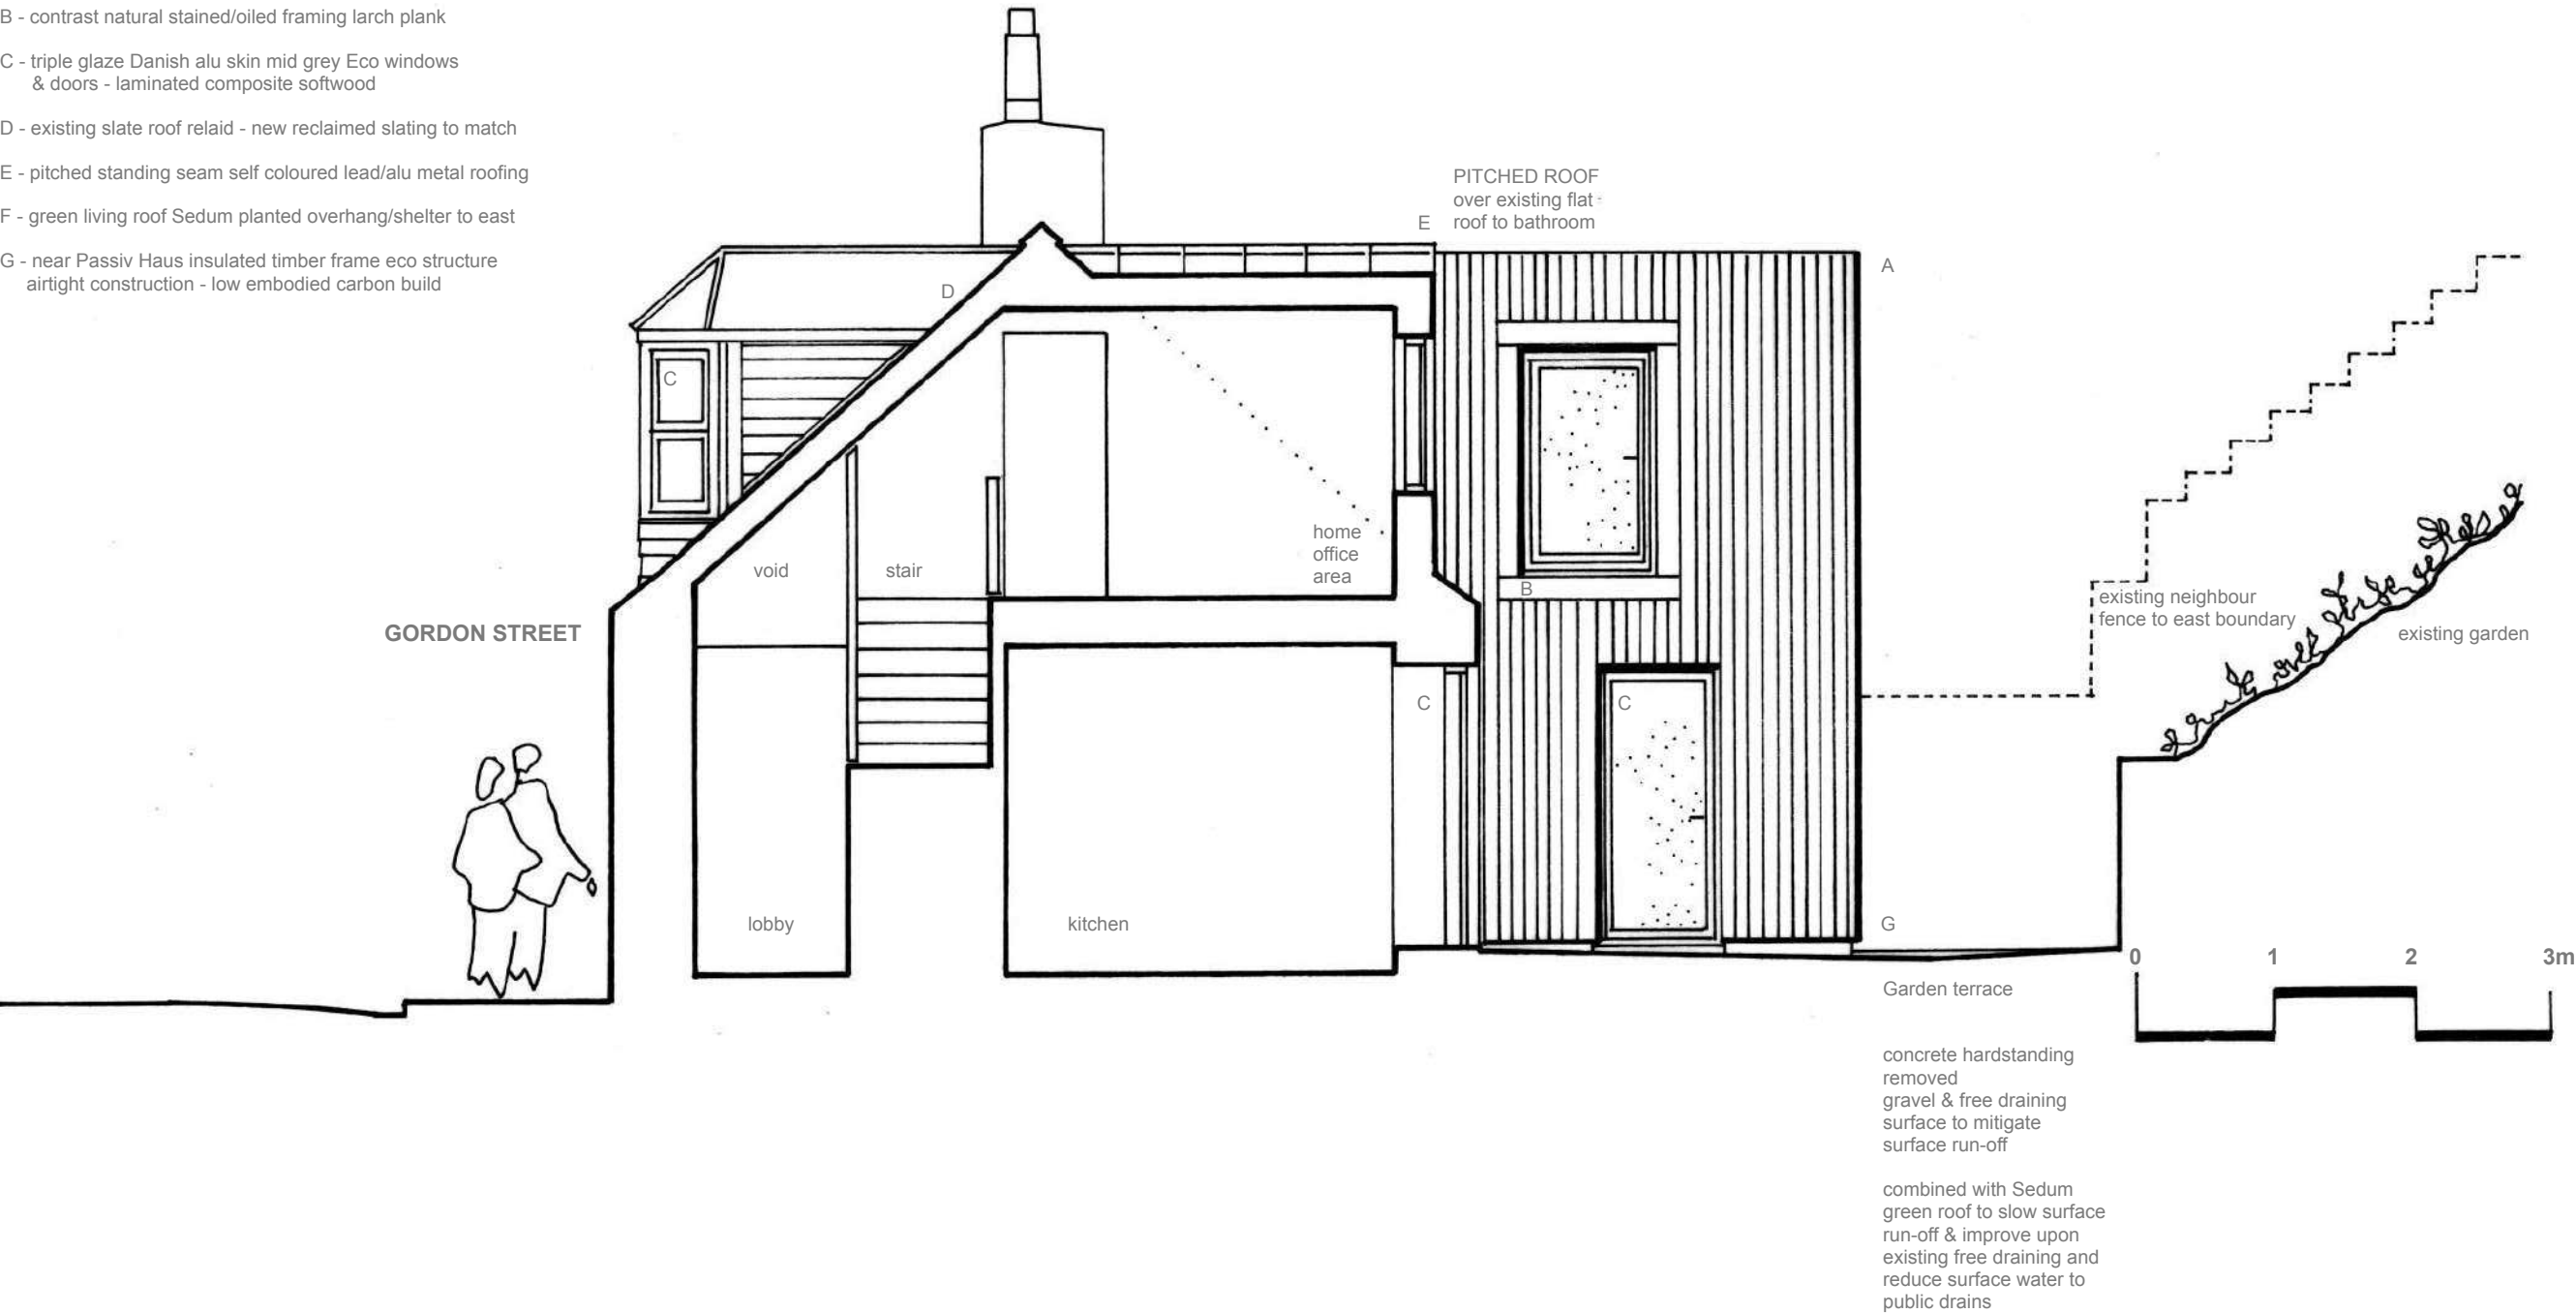 B - contrast natural stained/oiled framing larch plank
C - triple glaze Danish alu skin mid grey Eco windows
& doors - laminated composite softwood
D - existing slate roof relaid - new reclaimed slating to match
E - pitched standing seam self coloured lead/alu metal roofing
F - green living roof Sedum planted overhang/shelter to east
G - near Passiv Haus insulated timber frame eco structure
airtight construction - low embodied carbon build
PITCHED ROOF
over existing flat
roof to bathroom
E
A
D
C
home
office
area
void
stair
B
existing neighbour
fence to east boundary
existing garden
GORDON STREET
C
C
lobby
kitchen
G
0 1 2 3m
Garden terrace
concrete hardstanding
removed
gravel & free draining
surface to mitigate
surface run-off
combined with Sedum
green roof to slow surface
run-off & improve upon
existing free draining and
reduce surface water to
public drains